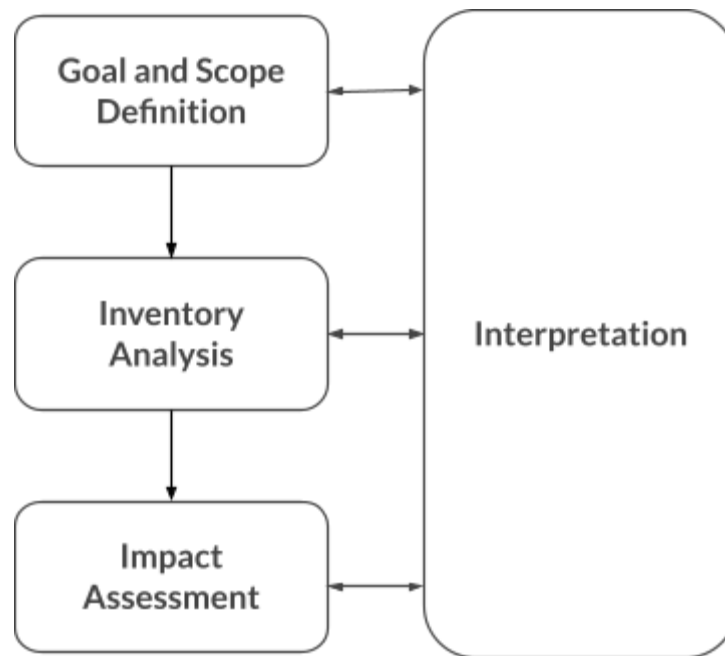 Goal and Scope
Definition
Inventory
Analysis
Interpretation
Impact
Assessment